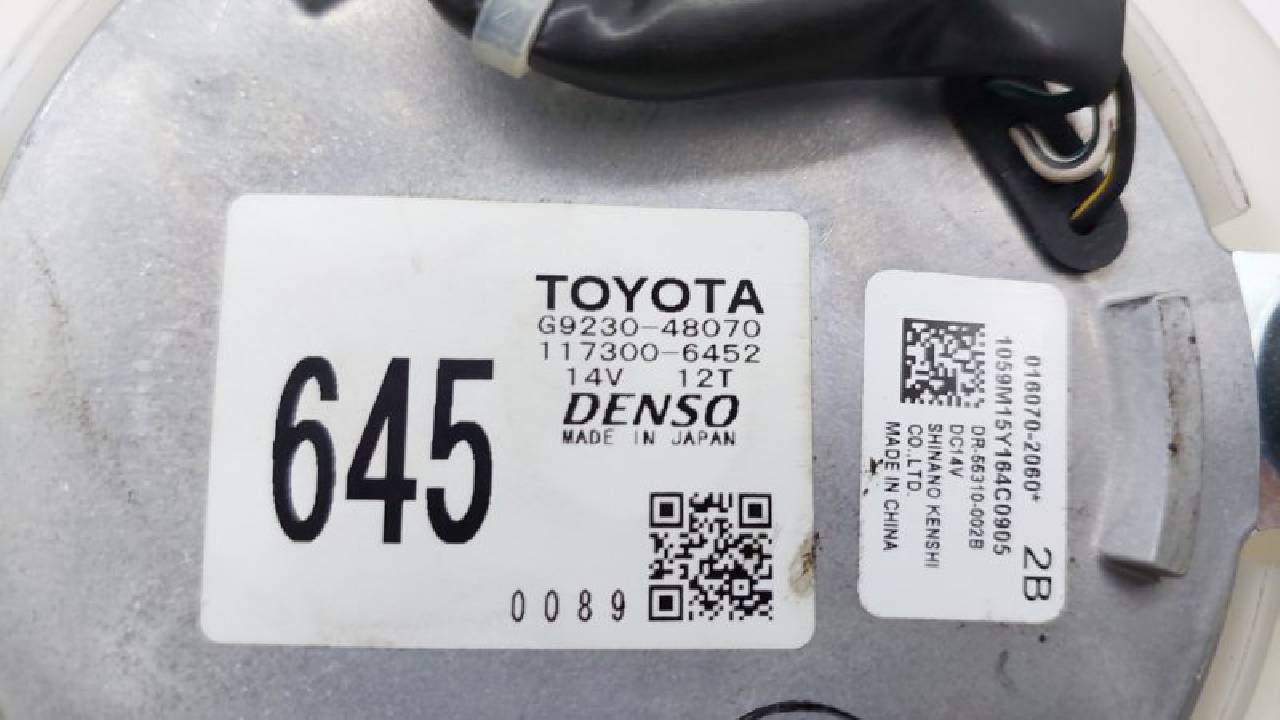 645
TOYOTA
G9230-48070
117300-6452
14V 12T
DENSO
MADE IN JAPAN
0089
2B
016070-2060*
1059M15Y164C0905
DR-55310-002B
DC14V
SHINANO KENSHI
CO.,LTD.
MADE IN CHINA